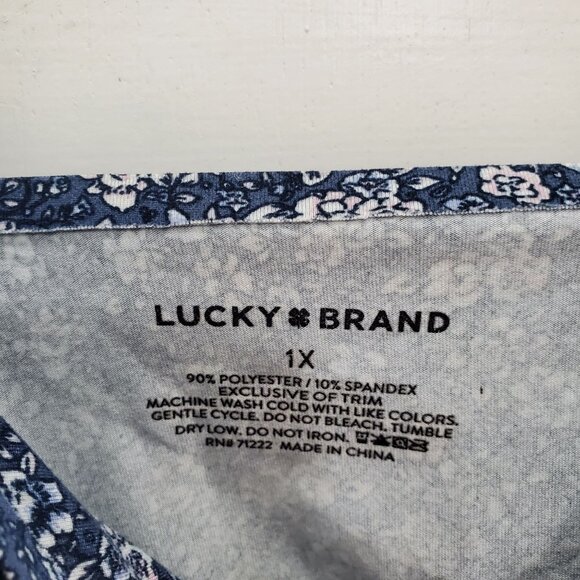 LUCKY BRAND
1X
90% POLYESTER / 10% SPANDEX
EXCLUSIVE OF TRIM
MACHINE WASH COLD WITH LIKE COLORS.
GENTLE CYCLE. DO NOT BLEACH. TUMBLE
DRY LOW. DO NOT IRON.
RN# 71222 MADE IN CHINA